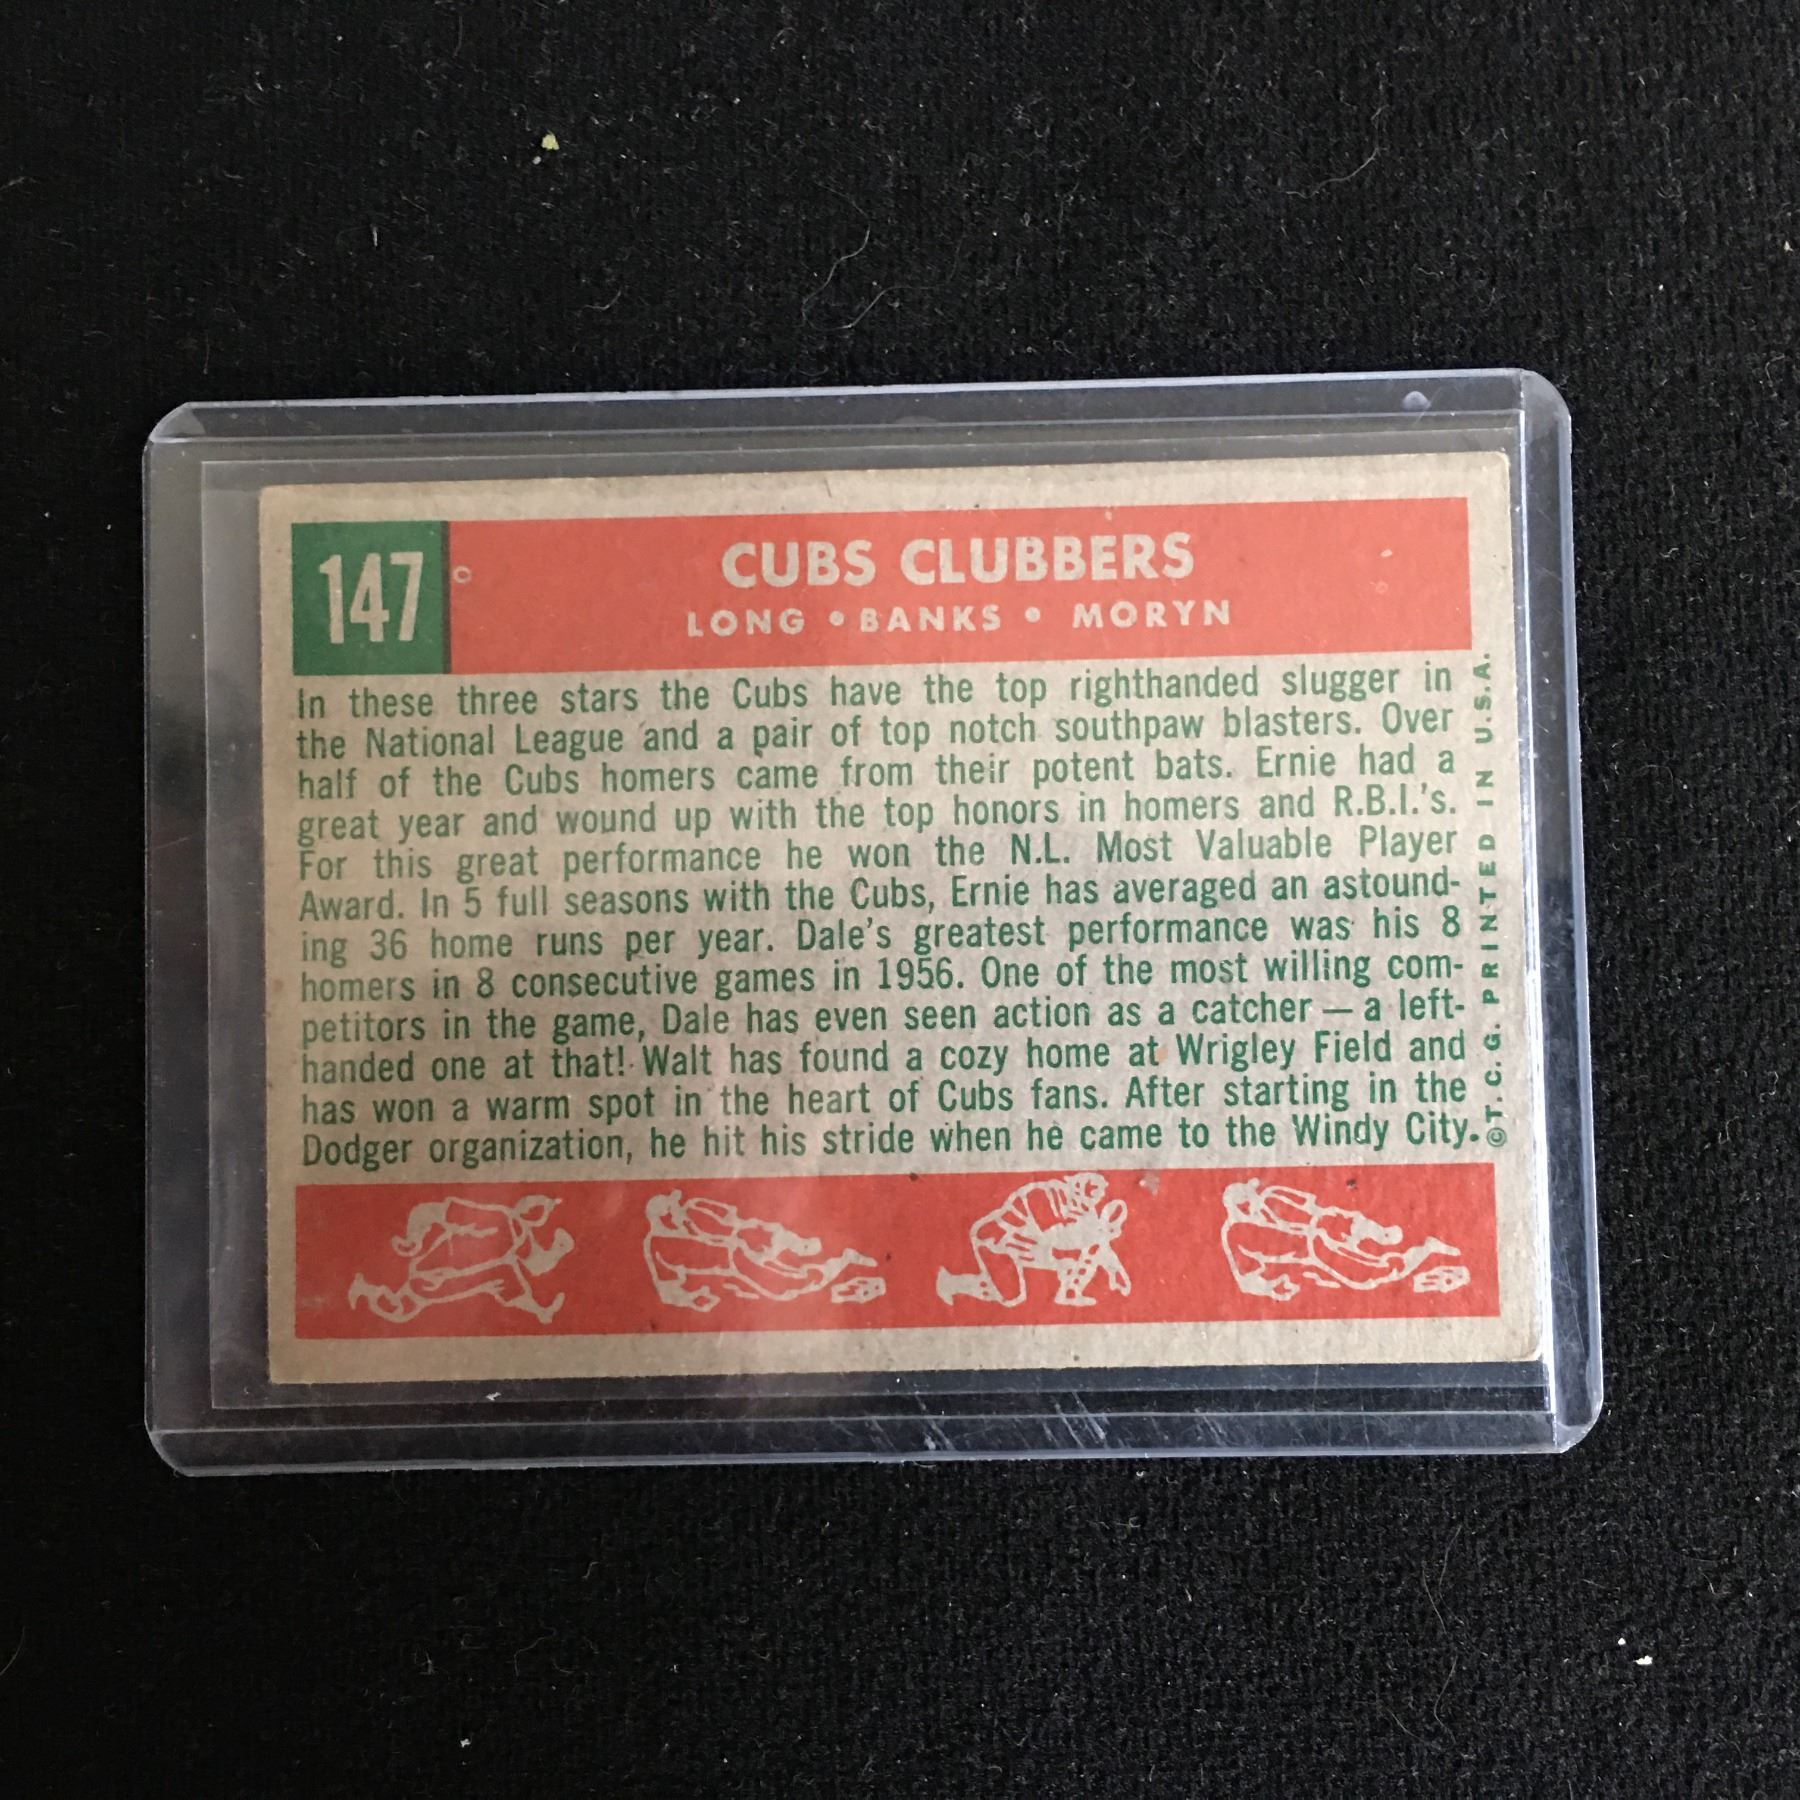 147
CUBS CLUBBERS
LONG • BANKS • MORYN
In these three stars the Cubs have the top righthanded slugger in
the National League and a pair of top notch southpaw blasters. Over
half of the Cubs homers came from their potent bats. Ernie had a
great year and wound up with the top honors in homers and R.B.I.'s.
For this great performance he won the N.L. Most Valuable Player
Award. In 5 full seasons with the Cubs, Ernie has averaged an astound-
ing 36 home runs per year. Dale's greatest performance was his 8
homers in 8 consecutive games in 1956. One of the most willing com-
petitors in the game, Dale has even seen action as a catcher — a left-
handed one at that! Walt has found a cozy home at Wrigley Field and
has won a warm spot in the heart of Cubs fans. After starting in the
Dodger organization, he hit his stride when he came to the Windy City.
© T.C.G. PRINTED IN U.S.A.